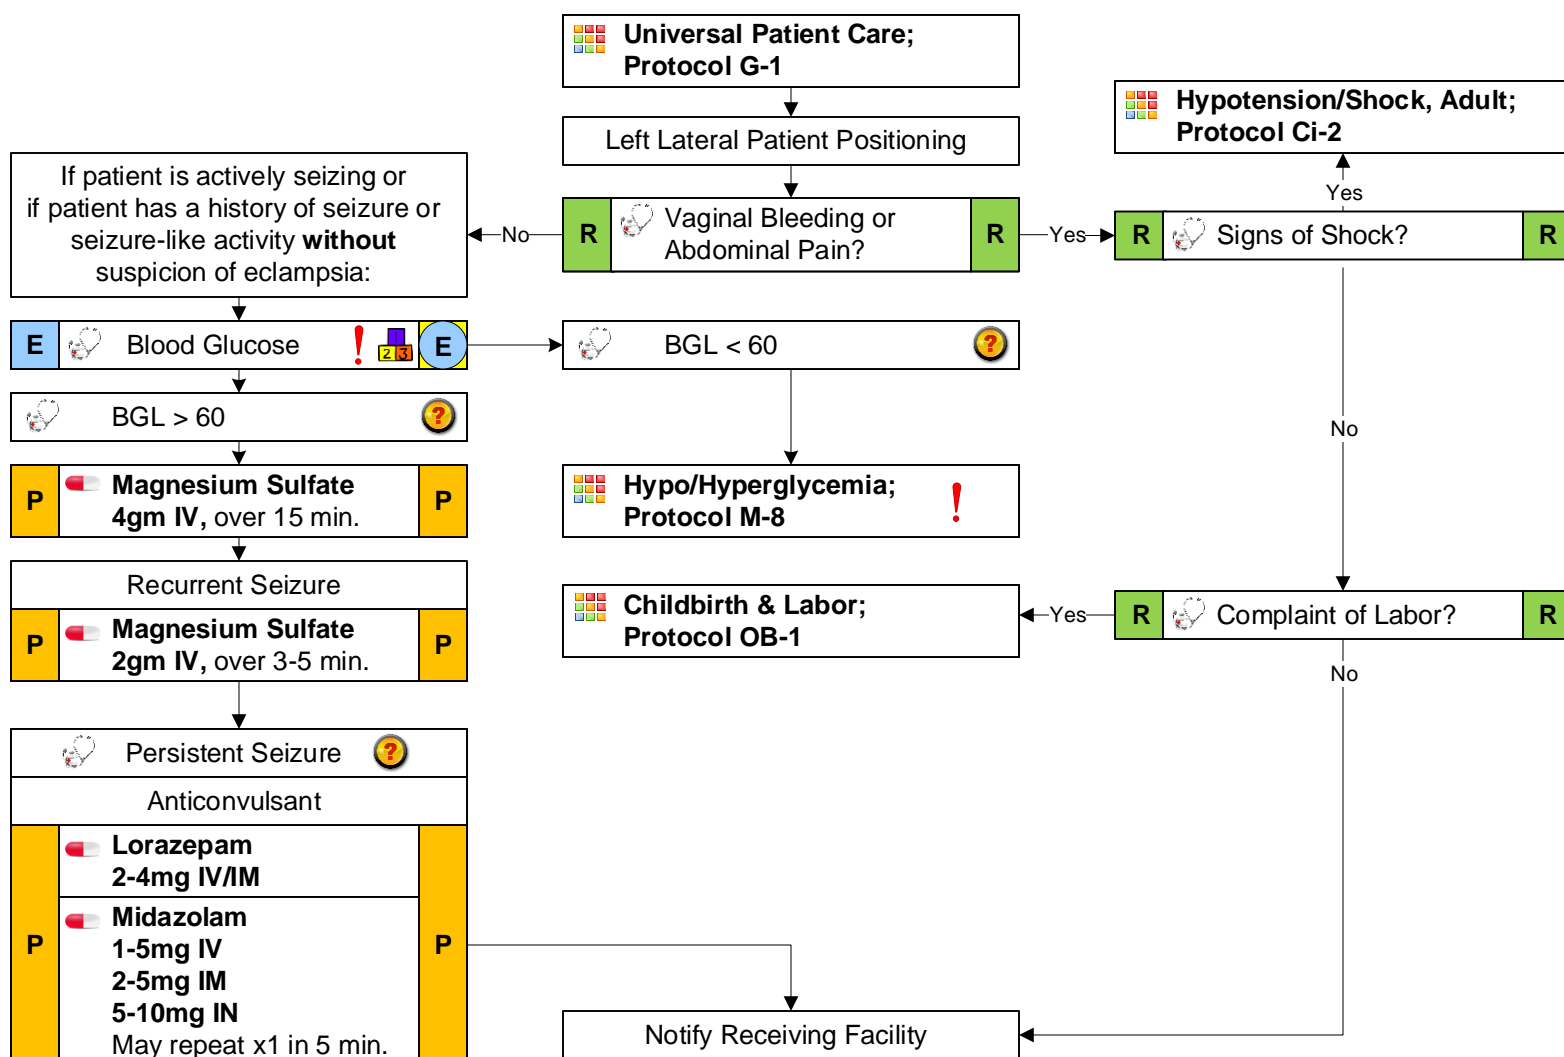 Universal Patient Care;
Protocol G-1
Hypotension/Shock, Adult;
Protocol Ci-2
Left Lateral Patient Positioning
If patient is actively seizing or
if patient has a history of seizure or
seizure-like activity without
suspicion of eclampsia:
No
R
Vaginal Bleeding or
Abdominal Pain?
R
Yes
Yes
R
Signs of Shock?
R
E
Blood Glucose
! 1 2 3
E
BGL < 60
?
BGL > 60
?
No
P
Magnesium Sulfate
4gm IV, over 15 min.
P
Hypo/Hyperglycemia;
Protocol M-8
!
Recurrent Seizure
P
Magnesium Sulfate
2gm IV, over 3-5 min.
P
Childbirth & Labor;
Protocol OB-1
Yes
R
Complaint of Labor?
R
No
Persistent Seizure
?
Anticonvulsant
P
Lorazepam
2-4mg IV/IM
Midazolam
1-5mg IV
2-5mg IM
5-10mg IN
May repeat x1 in 5 min.
P
Notify Receiving Facility